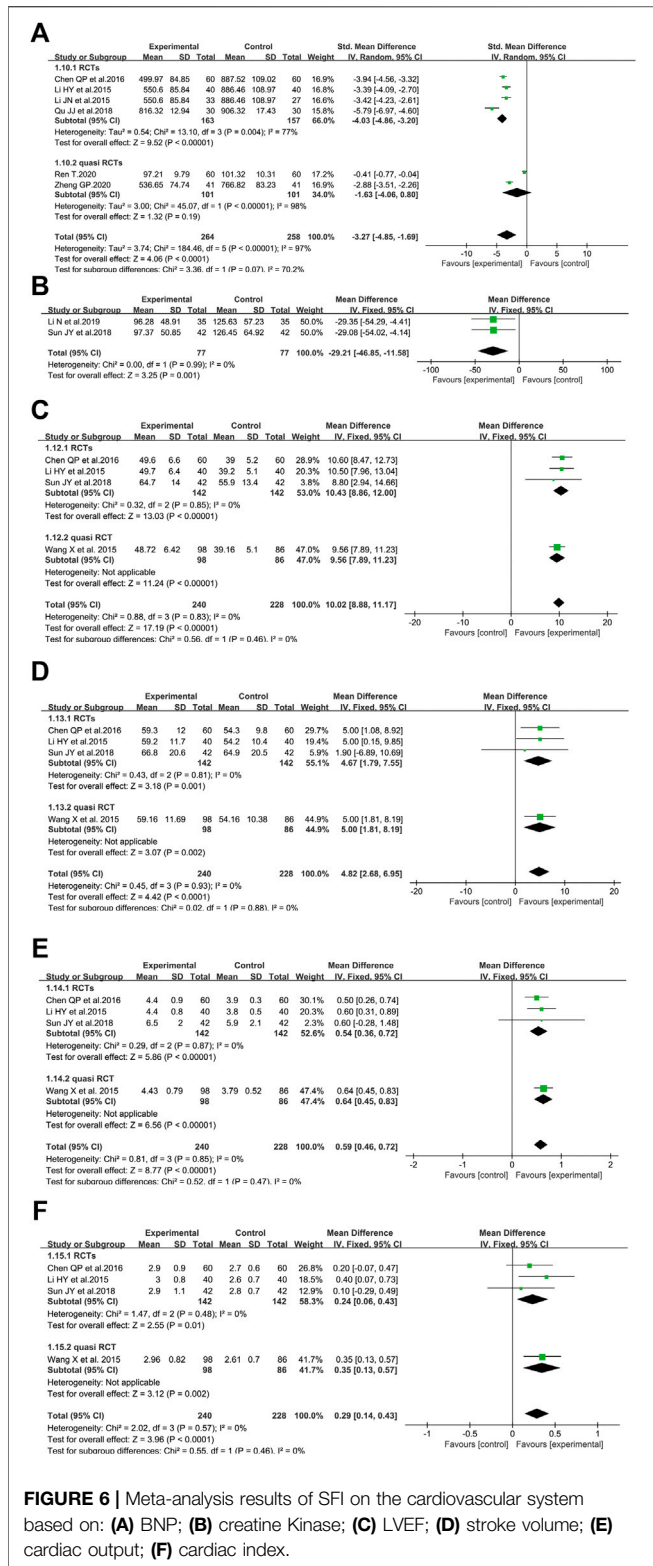 A
Experimental Control Std. Mean Difference Std. Mean Difference
Study or Subgroup Mean SD Total Mean SD Total Weight IV. Random. 95% CI IV. Random. 95% CI
1.10.1 RCTs
Chen QP et al.2016 499.97 84.85 60 887.52 109.02 60 16.9% -3.94 [-4.56, -3.32]
Li HY et al.2015 550.6 85.84 40 886.46 108.97 40 16.8% -3.39 [-4.09, -2.70]
Li JN et al.2015 550.6 85.84 33 886.46 108.97 27 16.7% -3.42 [-4.23, -2.61]
Qu JJ et al.2018 816.32 12.94 30 906.32 17.43 30 15.6% -5.79 [-6.97, -4.60]
Subtotal (95% CI) 163 157 66.0% -4.03 [-4.86, -3.20]
Heterogeneity: Tau² = 0.54; Chi² = 13.10, df = 3 (P = 0.004); I² = 77%
Test for overall effect: Z = 9.52 (P < 0.00001)
1.10.2 quasi RCTs
Ren T.2020 97.21 9.79 60 101.32 10.31 60 17.2% -0.41 [-0.77, -0.04]
Zheng GP.2020 536.65 74.74 41 766.82 83.23 41 16.9% -2.88 [-3.51, -2.26]
Subtotal (95% CI) 101 101 34.0% -1.63 [-4.06, 0.80]
Heterogeneity: Tau² = 3.00; Chi² = 45.07, df = 1 (P < 0.00001); I² = 98%
Test for overall effect: Z = 1.32 (P = 0.19)
Total (95% CI) 264 258 100.0% -3.27 [-4.85, -1.69]
Heterogeneity: Tau² = 3.74; Chi² = 184.46, df = 5 (P < 0.00001); I² = 97%
Test for overall effect: Z = 4.06 (P < 0.0001)
Test for subgroup differences: Chi² = 3.36. df = 1 (P = 0.07). I² = 70.2%
-10 -5 0 5 10
Favours [experimental] Favours [control]
B
Experimental Control Mean Difference Mean Difference
Study or Subgroup Mean SD Total Mean SD Total Weight IV. Fixed. 95% CI IV. Fixed. 95% CI
Li N et al.2019 96.28 48.91 35 125.63 57.23 35 50.0% -29.35 [-54.29, -4.41]
Sun JY et al.2018 97.37 50.85 42 126.45 64.92 42 50.0% -29.08 [-54.02, -4.14]
Total (95% CI) 77 77 100.0% -29.21 [-46.85, -11.58]
Heterogeneity: Chi² = 0.00, df = 1 (P = 0.99); I² = 0%
Test for overall effect: Z = 3.25 (P = 0.001)
-100 -50 0 50 100
Favours [experimental] Favours [control]
C
Experimental Control Mean Difference Mean Difference
Study or Subgroup Mean SD Total Mean SD Total Weight IV. Fixed. 95% CI IV. Fixed. 95% CI
1.12.1 RCTs
Chen QP et al.2016 49.6 6.6 60 39 5.2 60 28.9% 10.60 [8.47, 12.73]
Li HY et al.2015 49.7 6.4 40 39.2 5.1 40 20.3% 10.50 [7.96, 13.04]
Sun JY et al.2018 64.7 14 42 55.9 13.4 42 3.8% 8.80 [2.94, 14.66]
Subtotal (95% CI) 142 142 53.0% 10.43 [8.86, 12.00]
Heterogeneity: Chi² = 0.32, df = 2 (P = 0.85); I² = 0%
Test for overall effect: Z = 13.03 (P < 0.00001)
1.12.2 quasi RCT
Wang X et al. 2015 48.72 6.42 98 39.16 5.1 86 47.0% 9.56 [7.89, 11.23]
Subtotal (95% CI) 98 86 47.0% 9.56 [7.89, 11.23]
Heterogeneity: Not applicable
Test for overall effect: Z = 11.24 (P < 0.00001)
Total (95% CI) 240 228 100.0% 10.02 [8.88, 11.17]
Heterogeneity: Chi² = 0.88, df = 3 (P = 0.83); I² = 0%
Test for overall effect: Z = 17.19 (P < 0.00001)
Test for subgroup differences: Chi² = 0.56. df = 1 (P = 0.46). I² = 0%
-20 -10 0 10 20
Favours [control] Favours [experimental]
D
Experimental Control Mean Difference Mean Difference
Study or Subgroup Mean SD Total Mean SD Total Weight IV. Fixed. 95% CI IV. Fixed. 95% CI
1.13.1 RCTs
Chen QP et al.2016 59.3 12 60 54.3 9.8 60 29.7% 5.00 [1.08, 8.92]
Li HY et al.2015 59.2 11.7 40 54.2 10.4 40 19.4% 5.00 [0.15, 9.85]
Sun JY et al.2018 66.8 20.6 42 64.9 20.5 42 5.9% 1.90 [-6.89, 10.69]
Subtotal (95% CI) 142 142 55.1% 4.67 [1.79, 7.55]
Heterogeneity: Chi² = 0.43, df = 2 (P = 0.81); I² = 0%
Test for overall effect: Z = 3.18 (P = 0.001)
1.13.2 quasi RCT
Wang X et al. 2015 59.16 11.69 98 54.16 10.38 86 44.9% 5.00 [1.81, 8.19]
Subtotal (95% CI) 98 86 44.9% 5.00 [1.81, 8.19]
Heterogeneity: Not applicable
Test for overall effect: Z = 3.07 (P = 0.002)
Total (95% CI) 240 228 100.0% 4.82 [2.68, 6.95]
Heterogeneity: Chi² = 0.45, df = 3 (P = 0.93); I² = 0%
Test for overall effect: Z = 4.42 (P < 0.0001)
Test for subgroup differences: Chi² = 0.02. df = 1 (P = 0.88). I² = 0%
-20 -10 0 10 20
Favours [control] Favours [experimental]
E
Experimental Control Mean Difference Mean Difference
Study or Subgroup Mean SD Total Mean SD Total Weight IV. Fixed. 95% CI IV. Fixed. 95% CI
1.14.1 RCTs
Chen QP et al.2016 4.4 0.9 60 3.9 0.3 60 30.1% 0.50 [0.26, 0.74]
Li HY et al.2015 4.4 0.8 40 3.8 0.5 40 20.3% 0.60 [0.31, 0.89]
Sun JY et al.2018 6.5 2 42 5.9 2.1 42 2.3% 0.60 [-0.28, 1.48]
Subtotal (95% CI) 142 142 52.6% 0.54 [0.36, 0.72]
Heterogeneity: Chi² = 0.29, df = 2 (P = 0.87); I² = 0%
Test for overall effect: Z = 5.86 (P < 0.00001)
1.14.2 quasi RCT
Wang X et al. 2015 4.43 0.79 98 3.79 0.52 86 47.4% 0.64 [0.45, 0.83]
Subtotal (95% CI) 98 86 47.4% 0.64 [0.45, 0.83]
Heterogeneity: Not applicable
Test for overall effect: Z = 6.56 (P < 0.00001)
Total (95% CI) 240 228 100.0% 0.59 [0.46, 0.72]
Heterogeneity: Chi² = 0.81, df = 3 (P = 0.85); I² = 0%
Test for overall effect: Z = 8.77 (P < 0.00001)
Test for subgroup differences: Chi² = 0.52. df = 1 (P = 0.47). I² = 0%
-2 -1 0 1 2
Favours [control] Favours [experimental]
F
Experimental Control Mean Difference Mean Difference
Study or Subgroup Mean SD Total Mean SD Total Weight IV. Fixed. 95% CI IV. Fixed. 95% CI
1.15.1 RCTs
Chen QP et al.2016 2.9 0.9 60 2.7 0.6 60 26.8% 0.20 [-0.07, 0.47]
Li HY et al.2015 3 0.8 40 2.6 0.7 40 18.5% 0.40 [0.07, 0.73]
Sun JY et al.2018 2.9 1.1 42 2.8 0.7 42 12.9% 0.10 [-0.29, 0.49]
Subtotal (95% CI) 142 142 58.3% 0.24 [0.06, 0.43]
Heterogeneity: Chi² = 1.47, df = 2 (P = 0.48); I² = 0%
Test for overall effect: Z = 2.55 (P = 0.01)
1.15.2 quasi RCT
Wang X et al. 2015 2.96 0.82 98 2.61 0.7 86 41.7% 0.35 [0.13, 0.57]
Subtotal (95% CI) 98 86 41.7% 0.35 [0.13, 0.57]
Heterogeneity: Not applicable
Test for overall effect: Z = 3.12 (P = 0.002)
Total (95% CI) 240 228 100.0% 0.29 [0.14, 0.43]
Heterogeneity: Chi² = 2.02, df = 3 (P = 0.57); I² = 0%
Test for overall effect: Z = 3.96 (P < 0.0001)
Test for subgroup differences: Chi² = 0.55. df = 1 (P = 0.46). I² = 0%
-1 -0.5 0 0.5 1
Favours [control] Favours [experimental]
FIGURE 6 | Meta-analysis results of SFI on the cardiovascular system
based on: (A) BNP; (B) creatine Kinase; (C) LVEF; (D) stroke volume; (E)
cardiac output; (F) cardiac index.